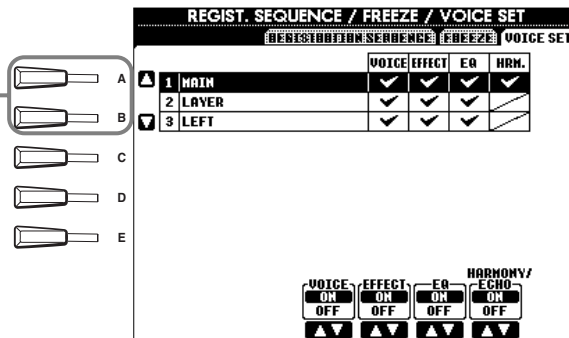 REGIST. SEQUENCE / FREEZE / VOICE SET
REGISTRATION SEQUENCE FREEZE VOICE SET
VOICE EFFECT EQ HRM.
A
1 MAIN
2 LAYER
B
3 LEFT
C
D
E
HARMONY/
VOICE EFFECT EQ ECHO
ON ON ON ON
OFF OFF OFF OFF